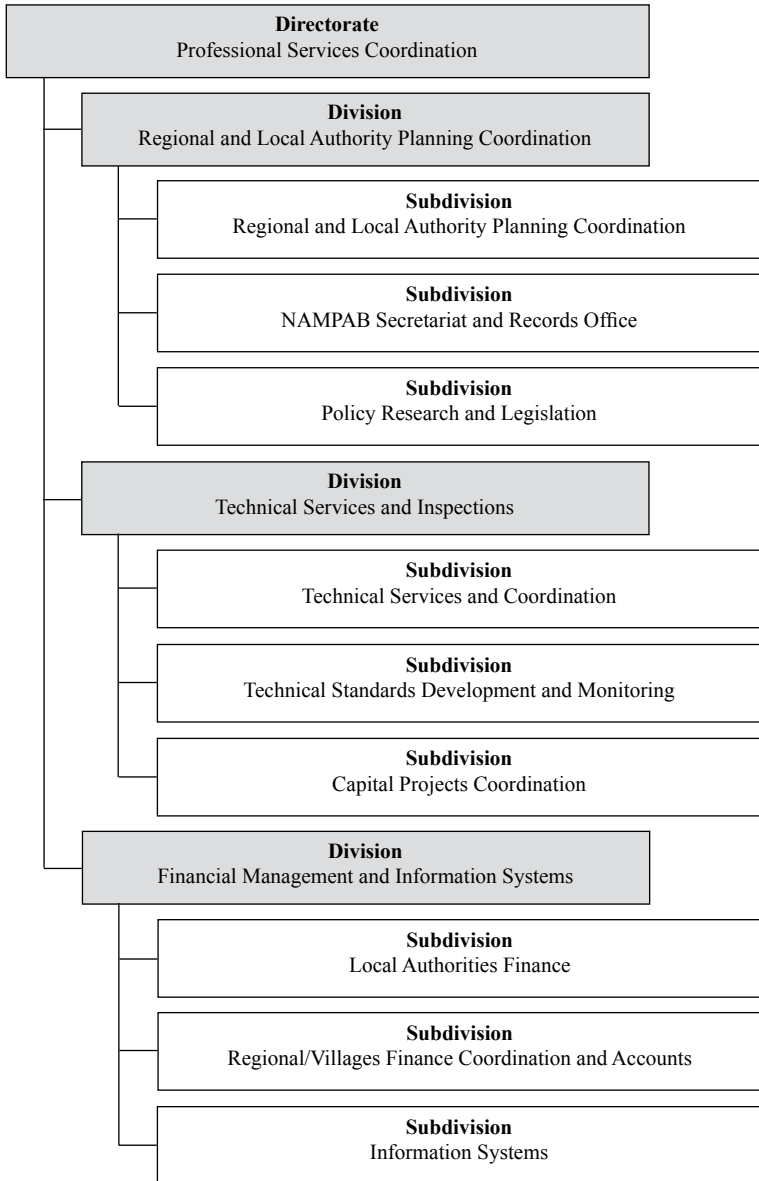 Directorate
Professional Services Coordination
Division
Regional and Local Authority Planning Coordination
Subdivision
Regional and Local Authority Planning Coordination
Subdivision
NAMPAB Secretariat and Records Office
Subdivision
Policy Research and Legislation
Division
Technical Services and Inspections
Subdivision
Technical Services and Coordination
Subdivision
Technical Standards Development and Monitoring
Subdivision
Capital Projects Coordination
Division
Financial Management and Information Systems
Subdivision
Local Authorities Finance
Subdivision
Regional/Villages Finance Coordination and Accounts
Subdivision
Information Systems